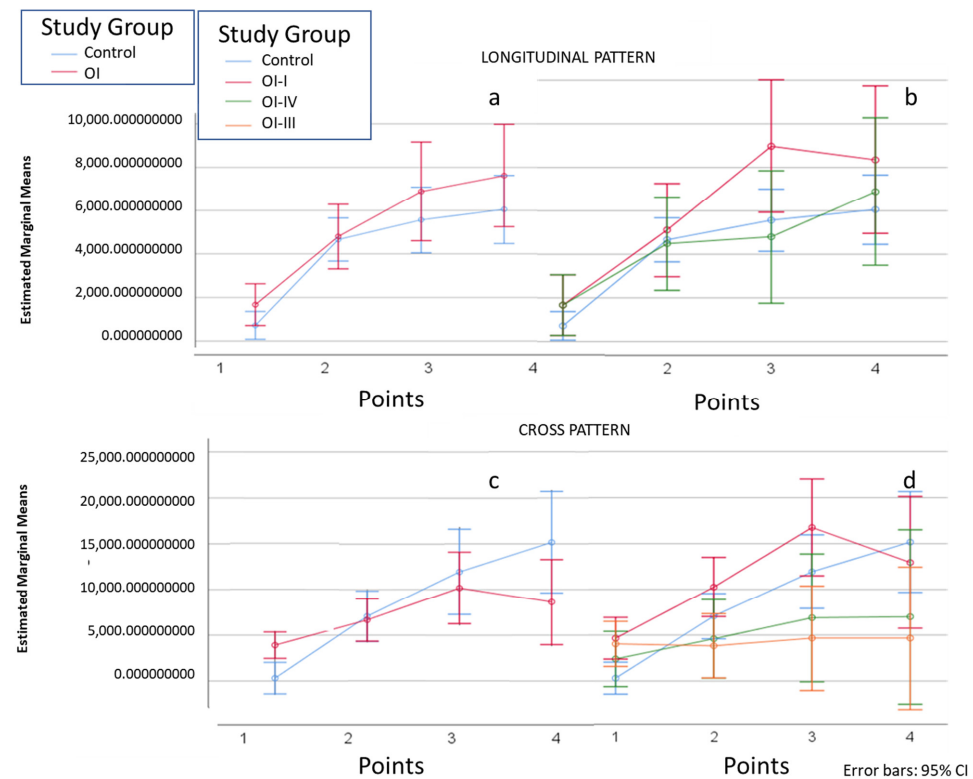 Study Group
Control
OI
Study Group
Control
OI-I
OI-IV
OI-III
LONGITUDINAL PATTERN
a
b
Estimated Marginal Means
10,000.000000000
8,000.000000000
6,000.000000000
4,000.000000000
2,000.000000000
0.000000000
1 2 3 4 2 3 4
Points Points
CROSS PATTERN
c
d
Estimated Marginal Means
25,000.000000000
20,000.000000000
15,000.000000000
10,000.000000000
5,000.000000000
0.000000000
1 2 3 4 1 2 3 4
Points Points
Error bars: 95% CI